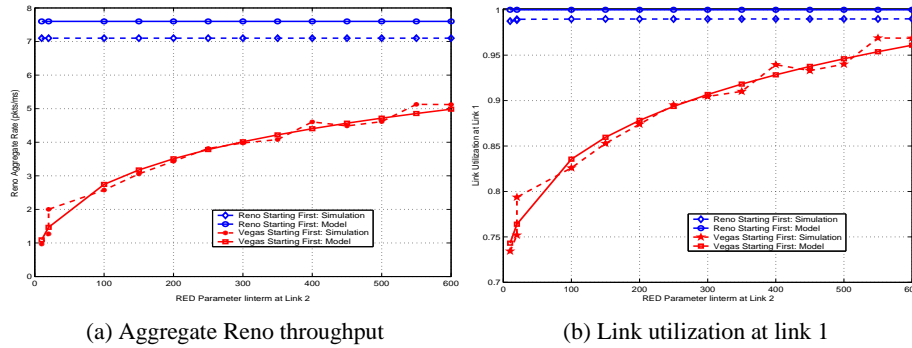 8
7
6
5
4
3
2
1
0
Reno Aggregate Rate (pkts/ms)
0 100 200 300 400 500 600
RED Parameter linterm at Link 2
Reno Starting First: Simulation
Reno Starting First: Model
Vegas Starting First: Simulation
Vegas Starting First: Model
(a) Aggregate Reno throughput
1
0.95
0.9
0.85
0.8
0.75
0.7
Link Utilization at Link 1
0 100 200 300 400 500 600
RED Parameter linterm at Link 2
Reno Starting First: Simulation
Reno Starting First: Model
Vegas Starting First: Simulation
Vegas Starting First: Model
(b) Link utilization at link 1